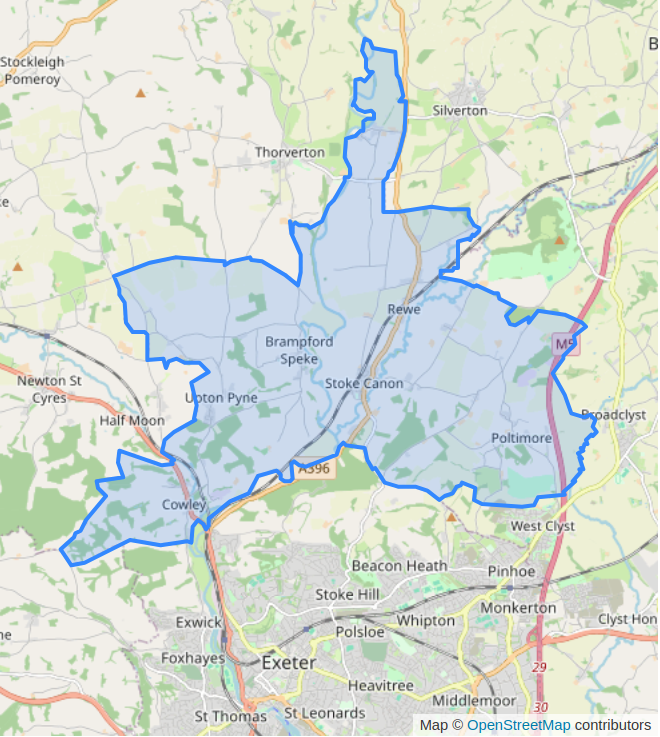 Stockleigh
Pomeroy
B
Silverton
Thorverton
Rewe
Brampford
Speke
M5
Newton St
Cyres
Stoke Canon
Upton Pyne
Half Moon
Broadclyst
Poltimore
A396
Cowley
West Clyst
Beacon Heath
Pinhoe
Stoke Hill
Monkerton
Exwick
Whipton
Clyst Hon
Polsloe
Foxhayes
Exeter
29
Heavitree
Middlemoor
30
St Thomas
St Leonards
Map © OpenStreetMap contributors